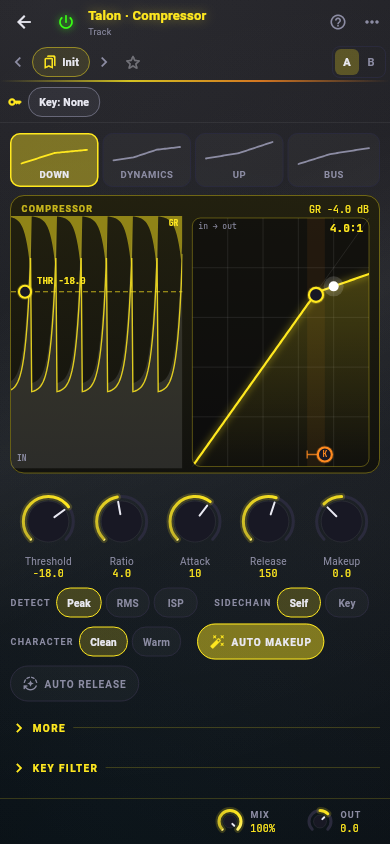 Talon · Compressor
Track
Init
A B
Key: None
DOWN DYNAMICS UP BUS
COMPRESSOR GR -4.0 dB
GR
in → out 4.0:1
THR -18.0
K
IN
Threshold Ratio Attack Release Makeup
-18.0 4.0 10 150 0.0
DETECT Peak RMS ISP SIDECHAIN Self Key
CHARACTER Clean Warm AUTO MAKEUP
AUTO RELEASE
MORE
KEY FILTER
MIX OUT
100% 0.0